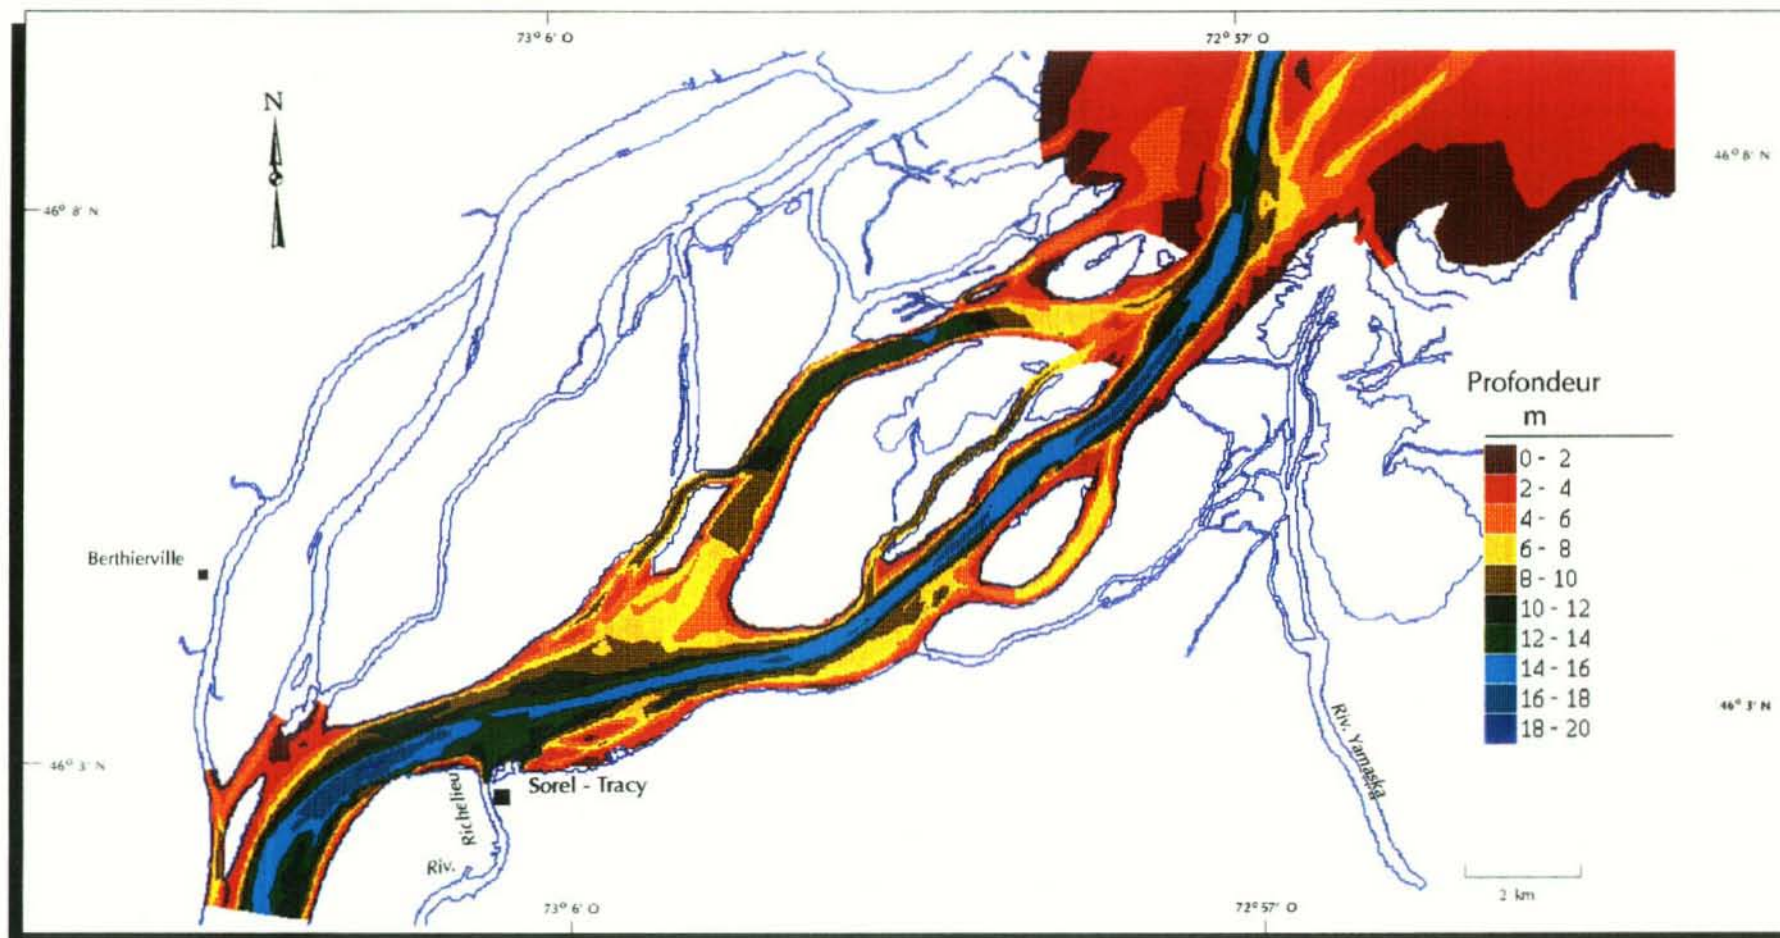 73° 6' O
72° 57' O
N
46° 8' N
46° 8' N
Profondeur
m
0 - 2
2 - 4
4 - 6
6 - 8
8 - 10
10 - 12
12 - 14
14 - 16
16 - 18
18 - 20
Berthierville
46° 3' N
46° 3' N
Sorel - Tracy
Riv. Richelieu
Riv. Yamaska
2 km
73° 6' O
72° 57' O